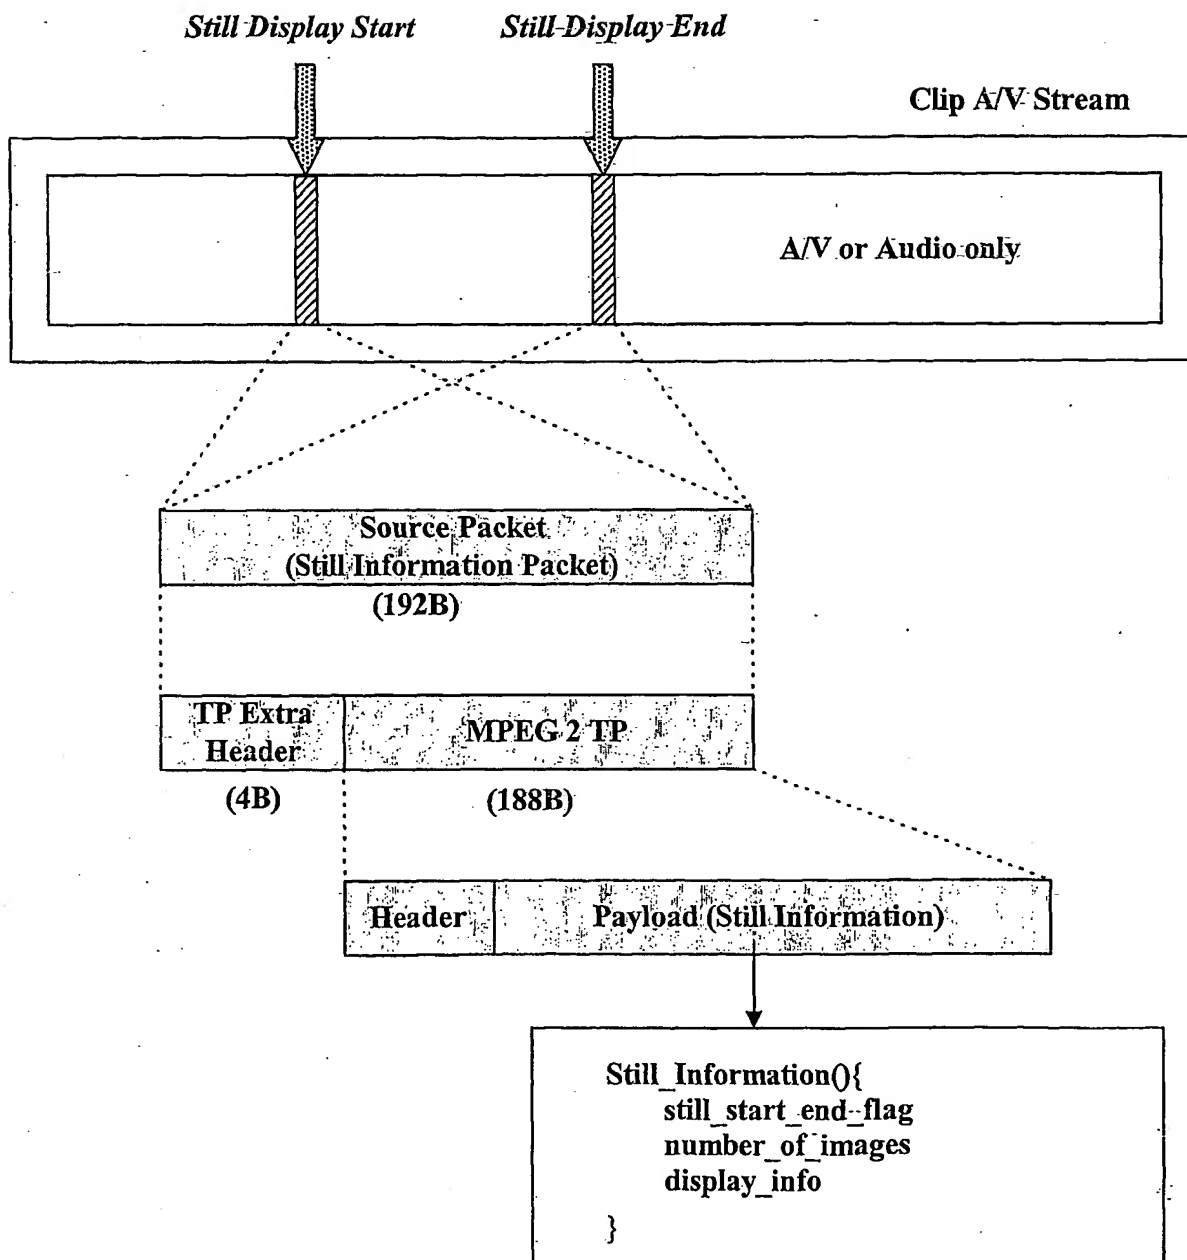 Still Display Start
Still Display End
Clip A/V Stream
A/V or Audio only
Source Packet
(Still Information Packet)
(192B)
TP Extra
Header
MPEG 2 TP
(4B)
(188B)
Header
Payload (Still Information)
Still_Information(){
still_start_end_flag
number_of_images
display_info
}